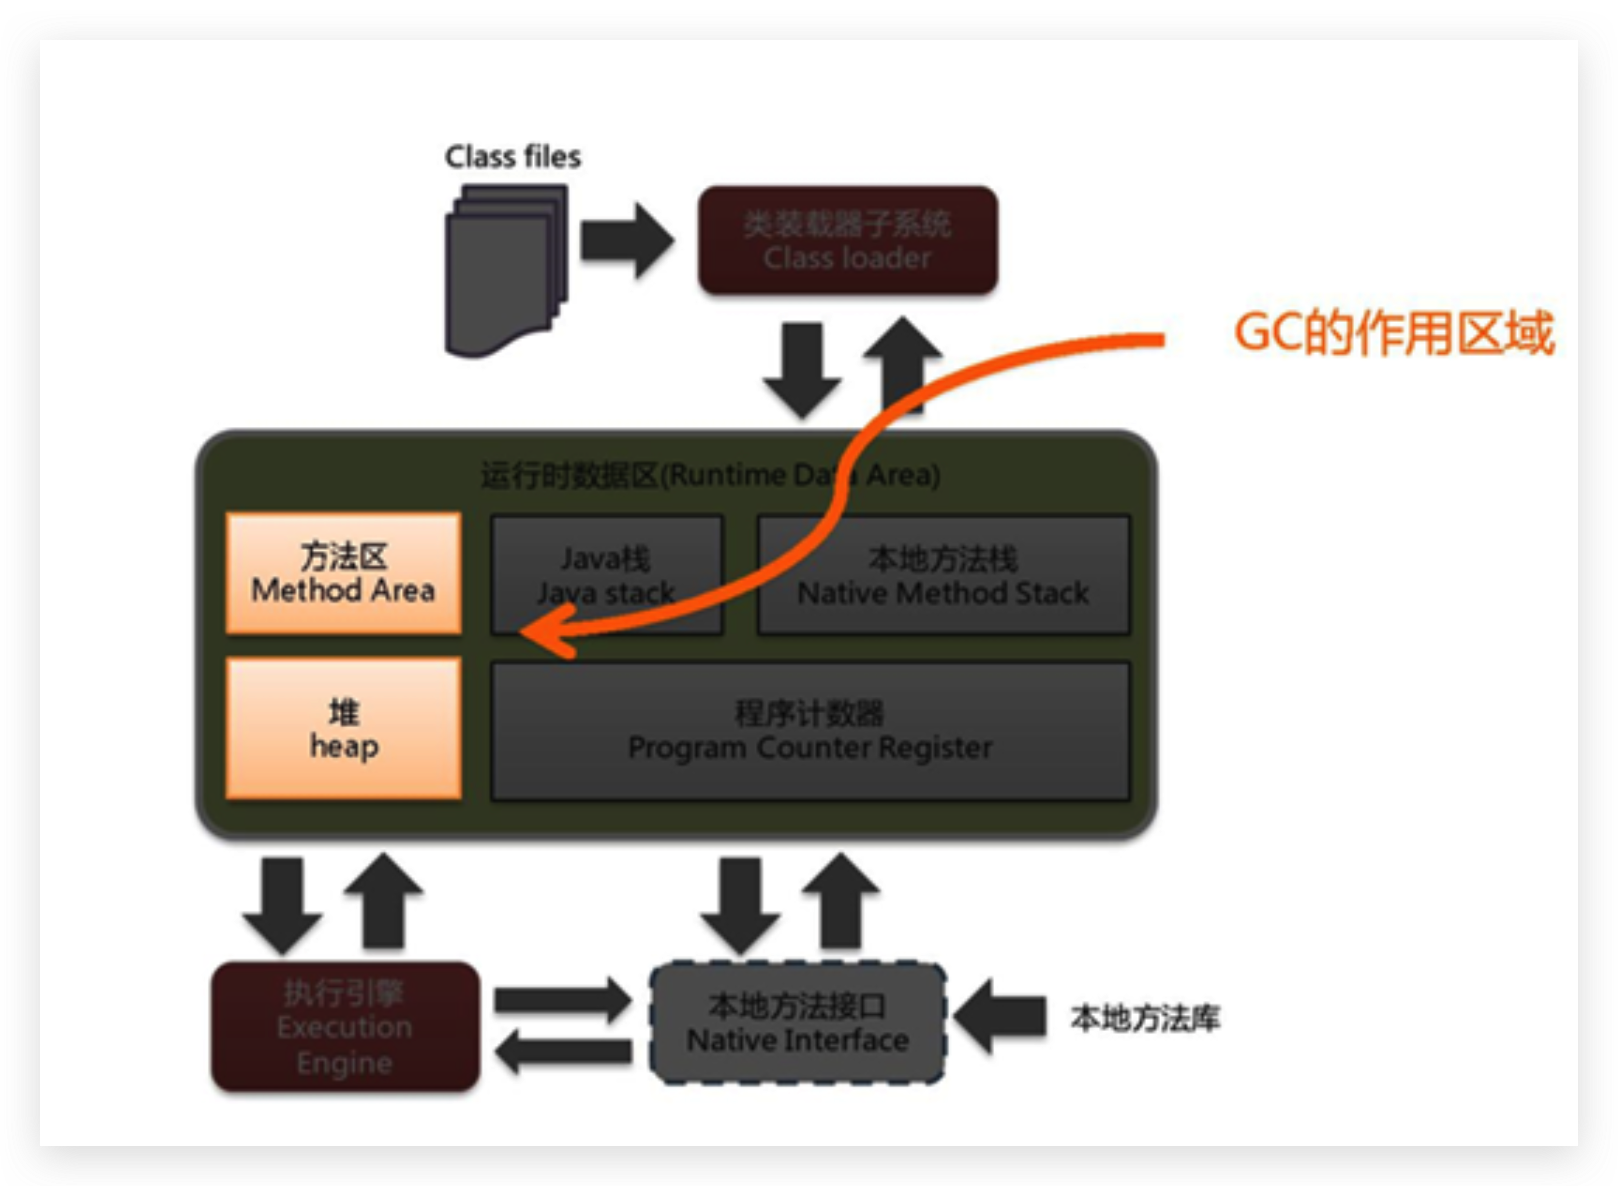 Class files
类装载器子系统
Class loader
GC的作用区域
运行时数据区(Runtime Data Area)
方法区
Method Area
Java栈
Java stack
本地方法栈
Native Method Stack
堆
heap
程序计数器
Program Counter Register
执行引擎
Execution
Engine
本地方法接口
Native Interface
本地方法库